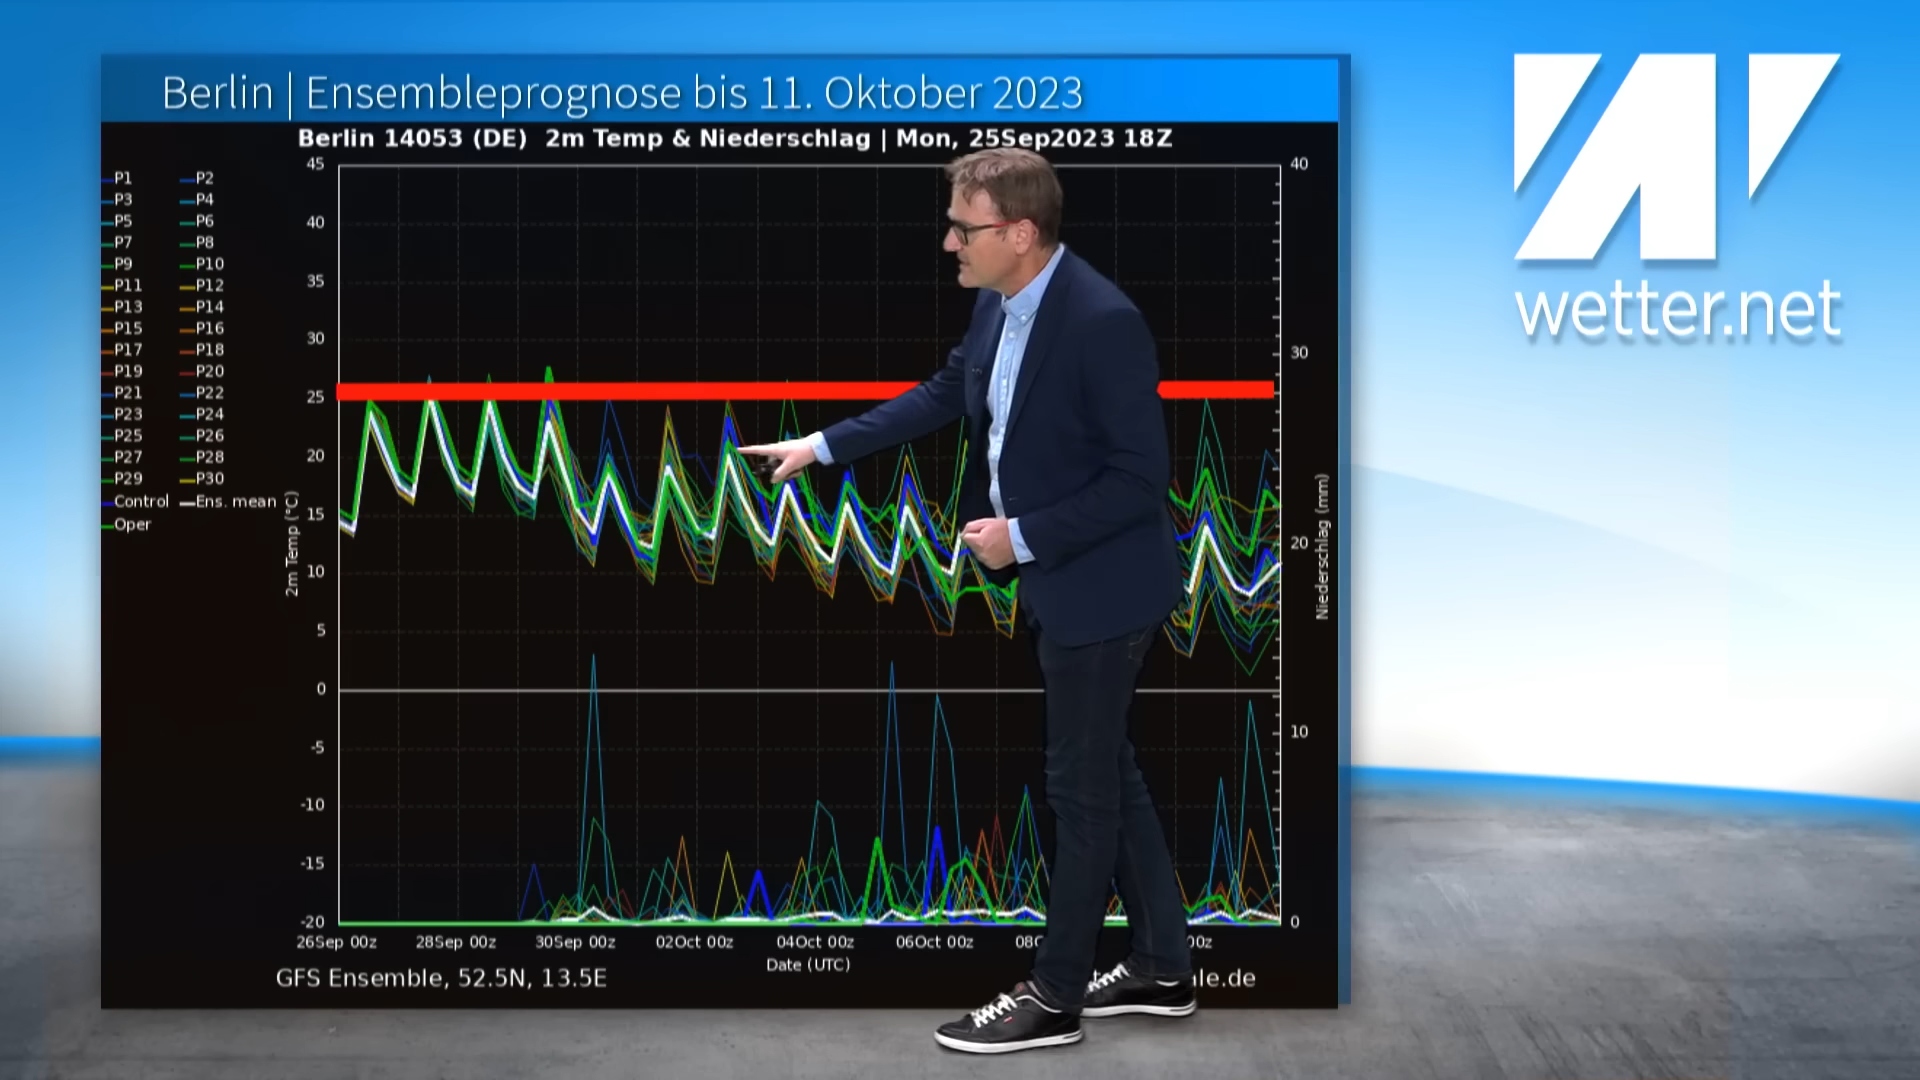 Berlin | Ensembleprognose bis 11. Oktober 2023
Berlin 14053 (DE) 2m Temp & Niederschlag | Mon, 25Sep2023 18Z
wetter.net
P1 P2
P3 P4
P5 P6
P7 P8
P9 P10
P11 P12
P13 P14
P15 P16
P17 P18
P19 P20
P21 P22
P23 P24
P25 P26
P27 P28
P29 P30
Control Ens. mean
Oper
2m Temp (°C)
45
40
35
30
25
20
15
10
5
0
-5
-10
-15
-20
40
30
20
10
0
Niederschlag (mm)
26Sep 00z 28Sep 00z 30Sep 00z 02Oct 00z 04Oct 00z 06Oct 00z
Date (UTC)
GFS Ensemble, 52.5N, 13.5E